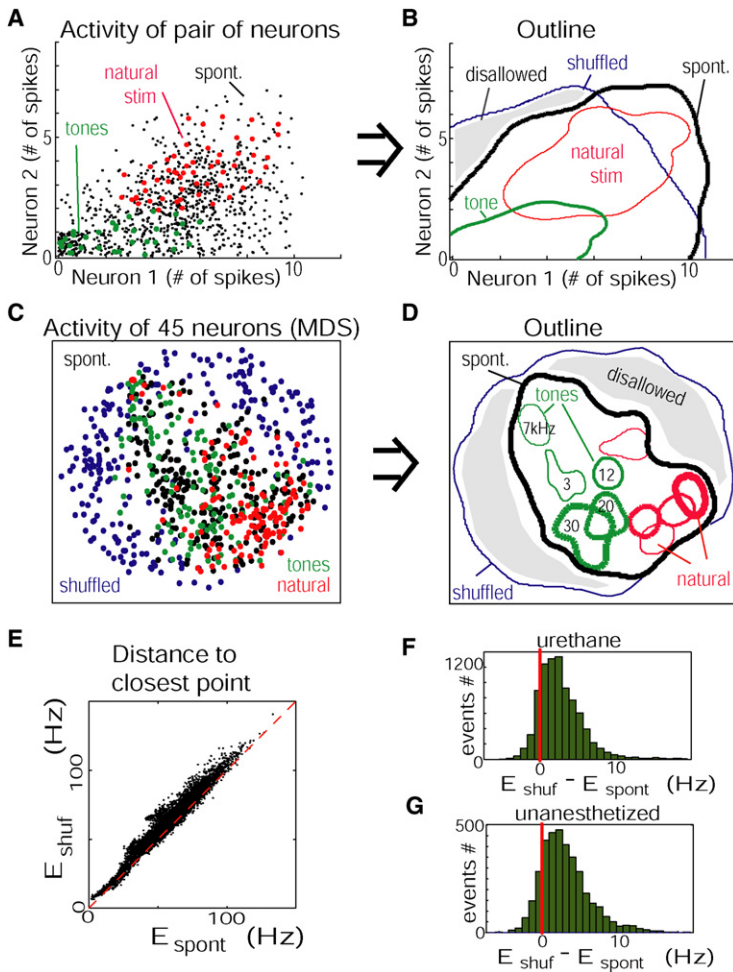 A
Activity of pair of neurons
natural
stim
spont.
tones
Neuron 2 (# of spikes)
5
0
0
10
Neuron 1 (# of spikes)
B
Outline
shuffled
disallowed
spont.
natural
stim
tone
Neuron 2 (# of spikes)
5
0
0
10
Neuron 1 (# of spikes)
C
Activity of 45 neurons (MDS)
spont.
shuffled
tones
natural
D
Outline
spont.
disallowed
tones
7kHz
3
12
20
30
natural
shuffled
E
Distance to
closest point
E shuf (Hz)
100
0
0
100
E spont (Hz)
F
urethane
1200
events #
0
10
E shuf - E spont (Hz)
G
unanesthetized
500
events #
0
0
10
E shuf - E spont (Hz)